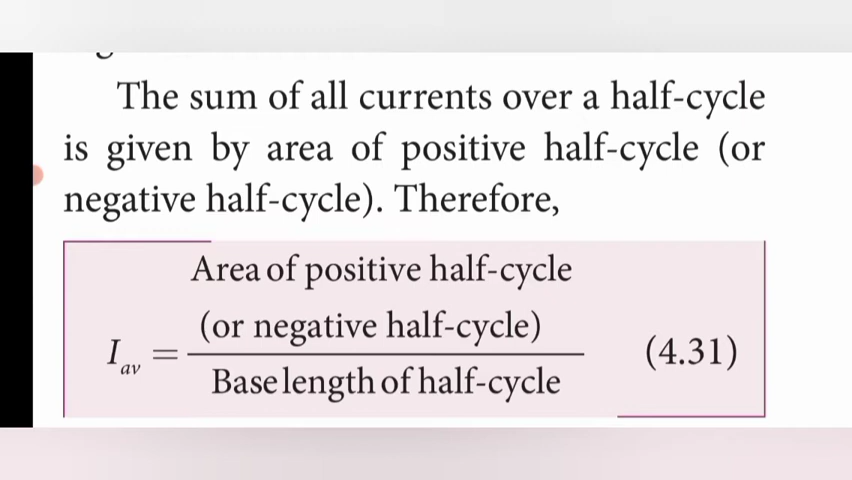 The sum of all currents over a half-cycle
is given by area of positive half-cycle (or
negative half-cycle). Therefore,
Area of positive half-cycle
(or negative half-cycle)
I_av = (4.31)
Base length of half-cycle